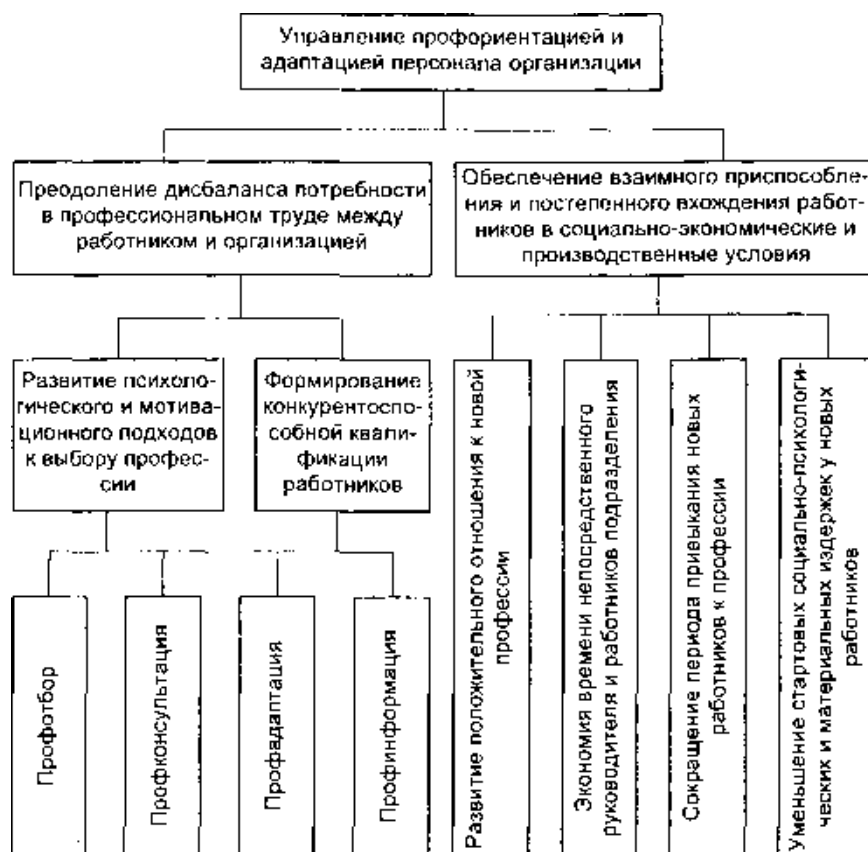 Управление профориентацией и
адаптацией персонала организации
Преодоление дисбаланса потребности
в профессиональном труде между
работником и организацией
Обеспечение взаимного приспособле-
ния и постепенного вхождения работ-
ников в социально-экономические и
производственные условия
Развитие психоло-
гического и мотива-
ционного подходов
к выбору профес-
сии
Формирование
конкурентоспо-
собной квали-
фикации
работников
Профотбор
Профконсультация
Профадаптация
Профинформация
Развитие положительного отношения к новой
профессии
Экономия времени непосредственного
руководителя и работников подразделения
Сокращение периода привыкания новых
работников к профессии
Уменьшение стартовых социально-психологи-
ческих и материальных издержек у новых
работников